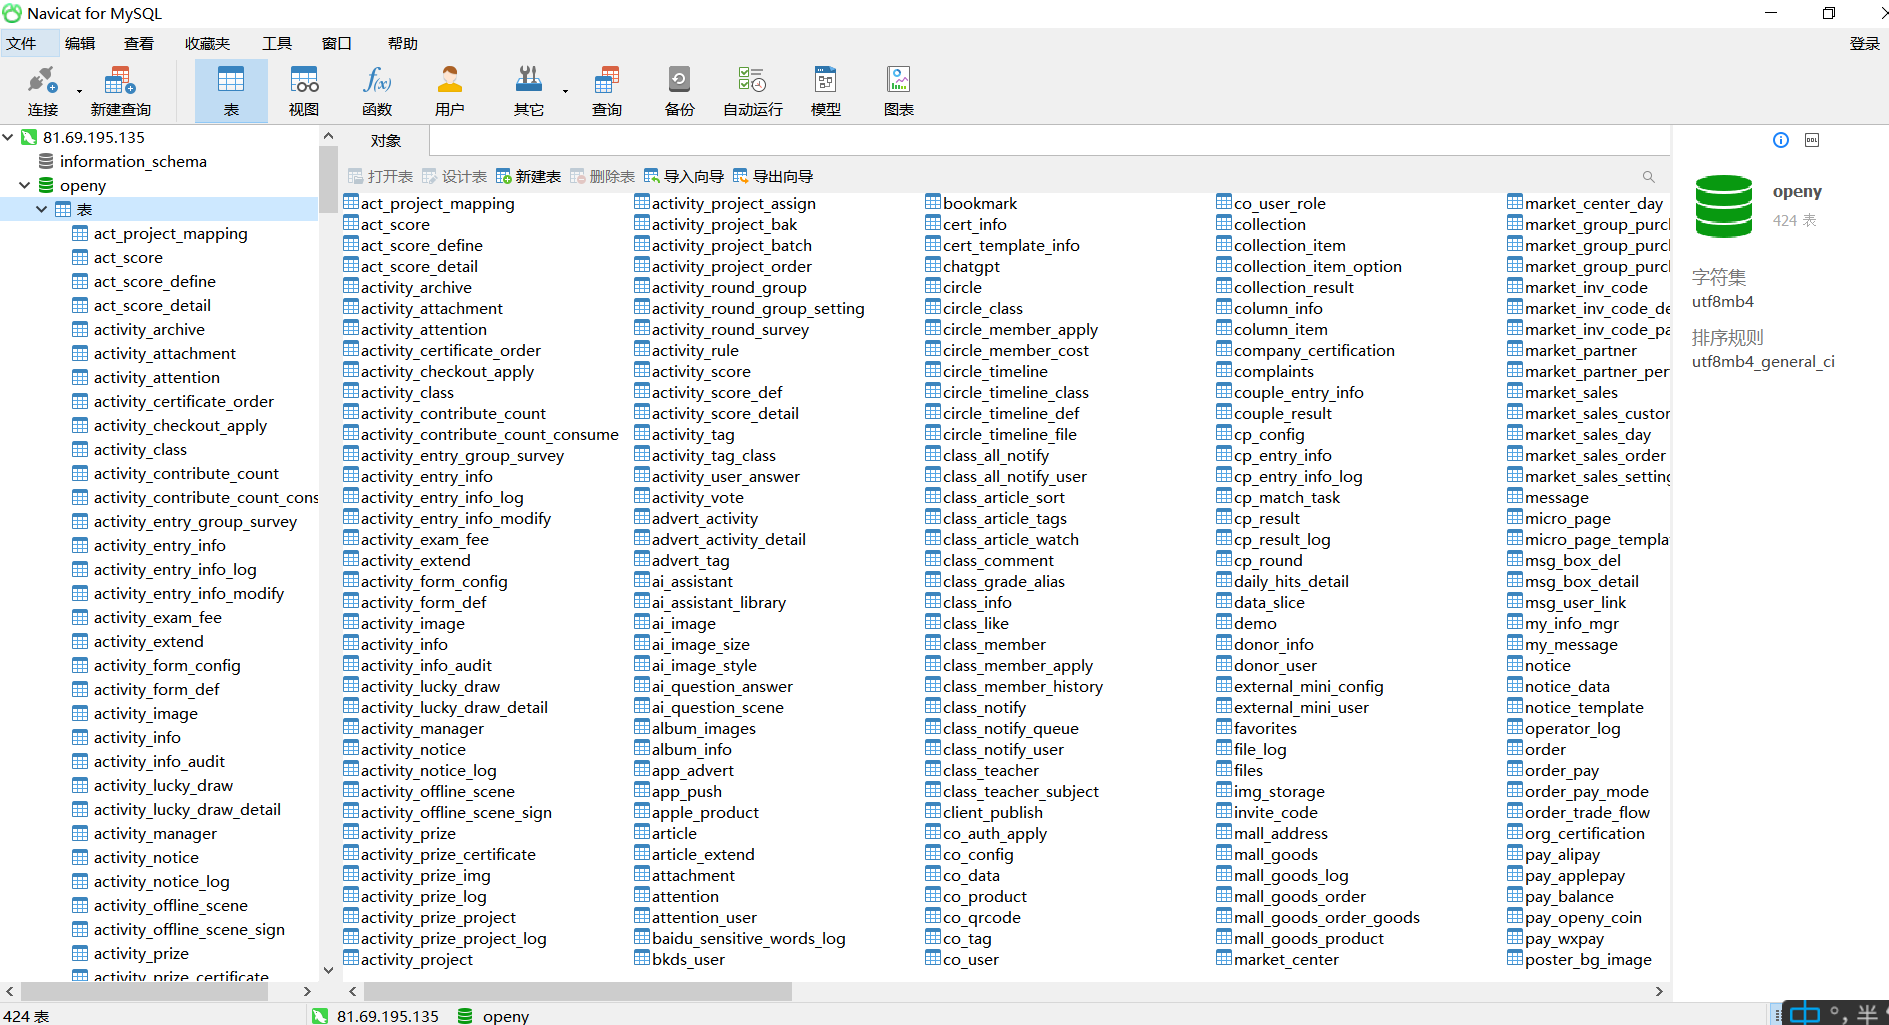 Navicat for MySQL
文件 编辑 查看 收藏夹 工具 窗口 帮助 登录
连接 新建查询 表 视图 函数 用户 其它 查询 备份 自动运行 模型 图表
81.69.195.135
information_schema
openy
表
act_project_mapping
act_score
act_score_define
act_score_detail
activity_archive
activity_attachment
activity_attention
activity_certificate_order
activity_checkout_apply
activity_class
activity_contribute_count
activity_contribute_count_cons
activity_entry_group_survey
activity_entry_info
activity_entry_info_log
activity_entry_info_modify
activity_exam_fee
activity_extend
activity_form_config
activity_form_def
activity_image
activity_info
activity_info_audit
activity_lucky_draw
activity_lucky_draw_detail
activity_manager
activity_notice
activity_notice_log
activity_offline_scene
activity_offline_scene_sign
activity_prize
activity_prize_certificate
对象
打开表 设计表 新建表 删除表 导入向导 导出向导
act_project_mapping
act_score
act_score_define
act_score_detail
activity_archive
activity_attachment
activity_attention
activity_certificate_order
activity_checkout_apply
activity_class
activity_contribute_count
activity_contribute_count_consume
activity_entry_group_survey
activity_entry_info
activity_entry_info_log
activity_entry_info_modify
activity_exam_fee
activity_extend
activity_form_config
activity_form_def
activity_image
activity_info
activity_info_audit
activity_lucky_draw
activity_lucky_draw_detail
activity_manager
activity_notice
activity_notice_log
activity_offline_scene
activity_offline_scene_sign
activity_prize
activity_prize_certificate
activity_prize_img
activity_prize_log
activity_prize_project
activity_prize_project_log
activity_project
activity_project_assign
activity_project_bak
activity_project_batch
activity_project_order
activity_round_group
activity_round_group_setting
activity_round_survey
activity_rule
activity_score
activity_score_def
activity_score_detail
activity_tag
activity_tag_class
activity_user_answer
activity_vote
advert_activity
advert_activity_detail
advert_tag
ai_assistant
ai_assistant_library
ai_image
ai_image_size
ai_image_style
ai_question_answer
ai_question_scene
album_images
album_info
app_advert
app_push
apple_product
article
article_extend
attachment
attention
attention_user
baidu_sensitive_words_log
bkds_user
bookmark
cert_info
cert_template_info
chatgpt
circle
circle_class
circle_member_apply
circle_member_cost
circle_timeline
circle_timeline_class
circle_timeline_def
circle_timeline_file
class_all_notify
class_all_notify_user
class_article_sort
class_article_tags
class_article_watch
class_comment
class_grade_alias
class_info
class_like
class_member
class_member_apply
class_member_history
class_notify
class_notify_queue
class_notify_user
class_teacher
class_teacher_subject
client_publish
co_auth_apply
co_config
co_data
co_product
co_qrcode
co_tag
co_user
co_user_role
collection
collection_item
collection_item_option
collection_result
column_info
column_item
company_certification
complaints
couple_entry_info
couple_result
cp_config
cp_entry_info
cp_entry_info_log
cp_match_task
cp_result
cp_result_log
cp_round
daily_hits_detail
data_slice
demo
donor_info
donor_user
external_mini_config
external_mini_user
favorites
file_log
files
img_storage
invite_code
mall_address
mall_goods
mall_goods_log
mall_goods_order
mall_goods_order_goods
mall_goods_product
market_center
market_center_day
market_group_purcl
market_group_purcl
market_group_purcl
market_inv_code
market_inv_code_de
market_inv_code_pa
market_partner
market_partner_per
market_sales
market_sales_custor
market_sales_day
market_sales_order
market_sales_setting
message
micro_page
micro_page_templa
msg_box_del
msg_box_detail
msg_user_link
my_info_mgr
my_message
notice
notice_data
notice_template
operator_log
order
order_pay
order_pay_mode
order_trade_flow
org_certification
pay_alipay
pay_applepay
pay_balance
pay_openy_coin
pay_wxpay
poster_bg_image
DDL
openy
424 表
字符集
utf8mb4
排序规则
utf8mb4_general_ci
424 表 81.69.195.135 openy
中 °, 半